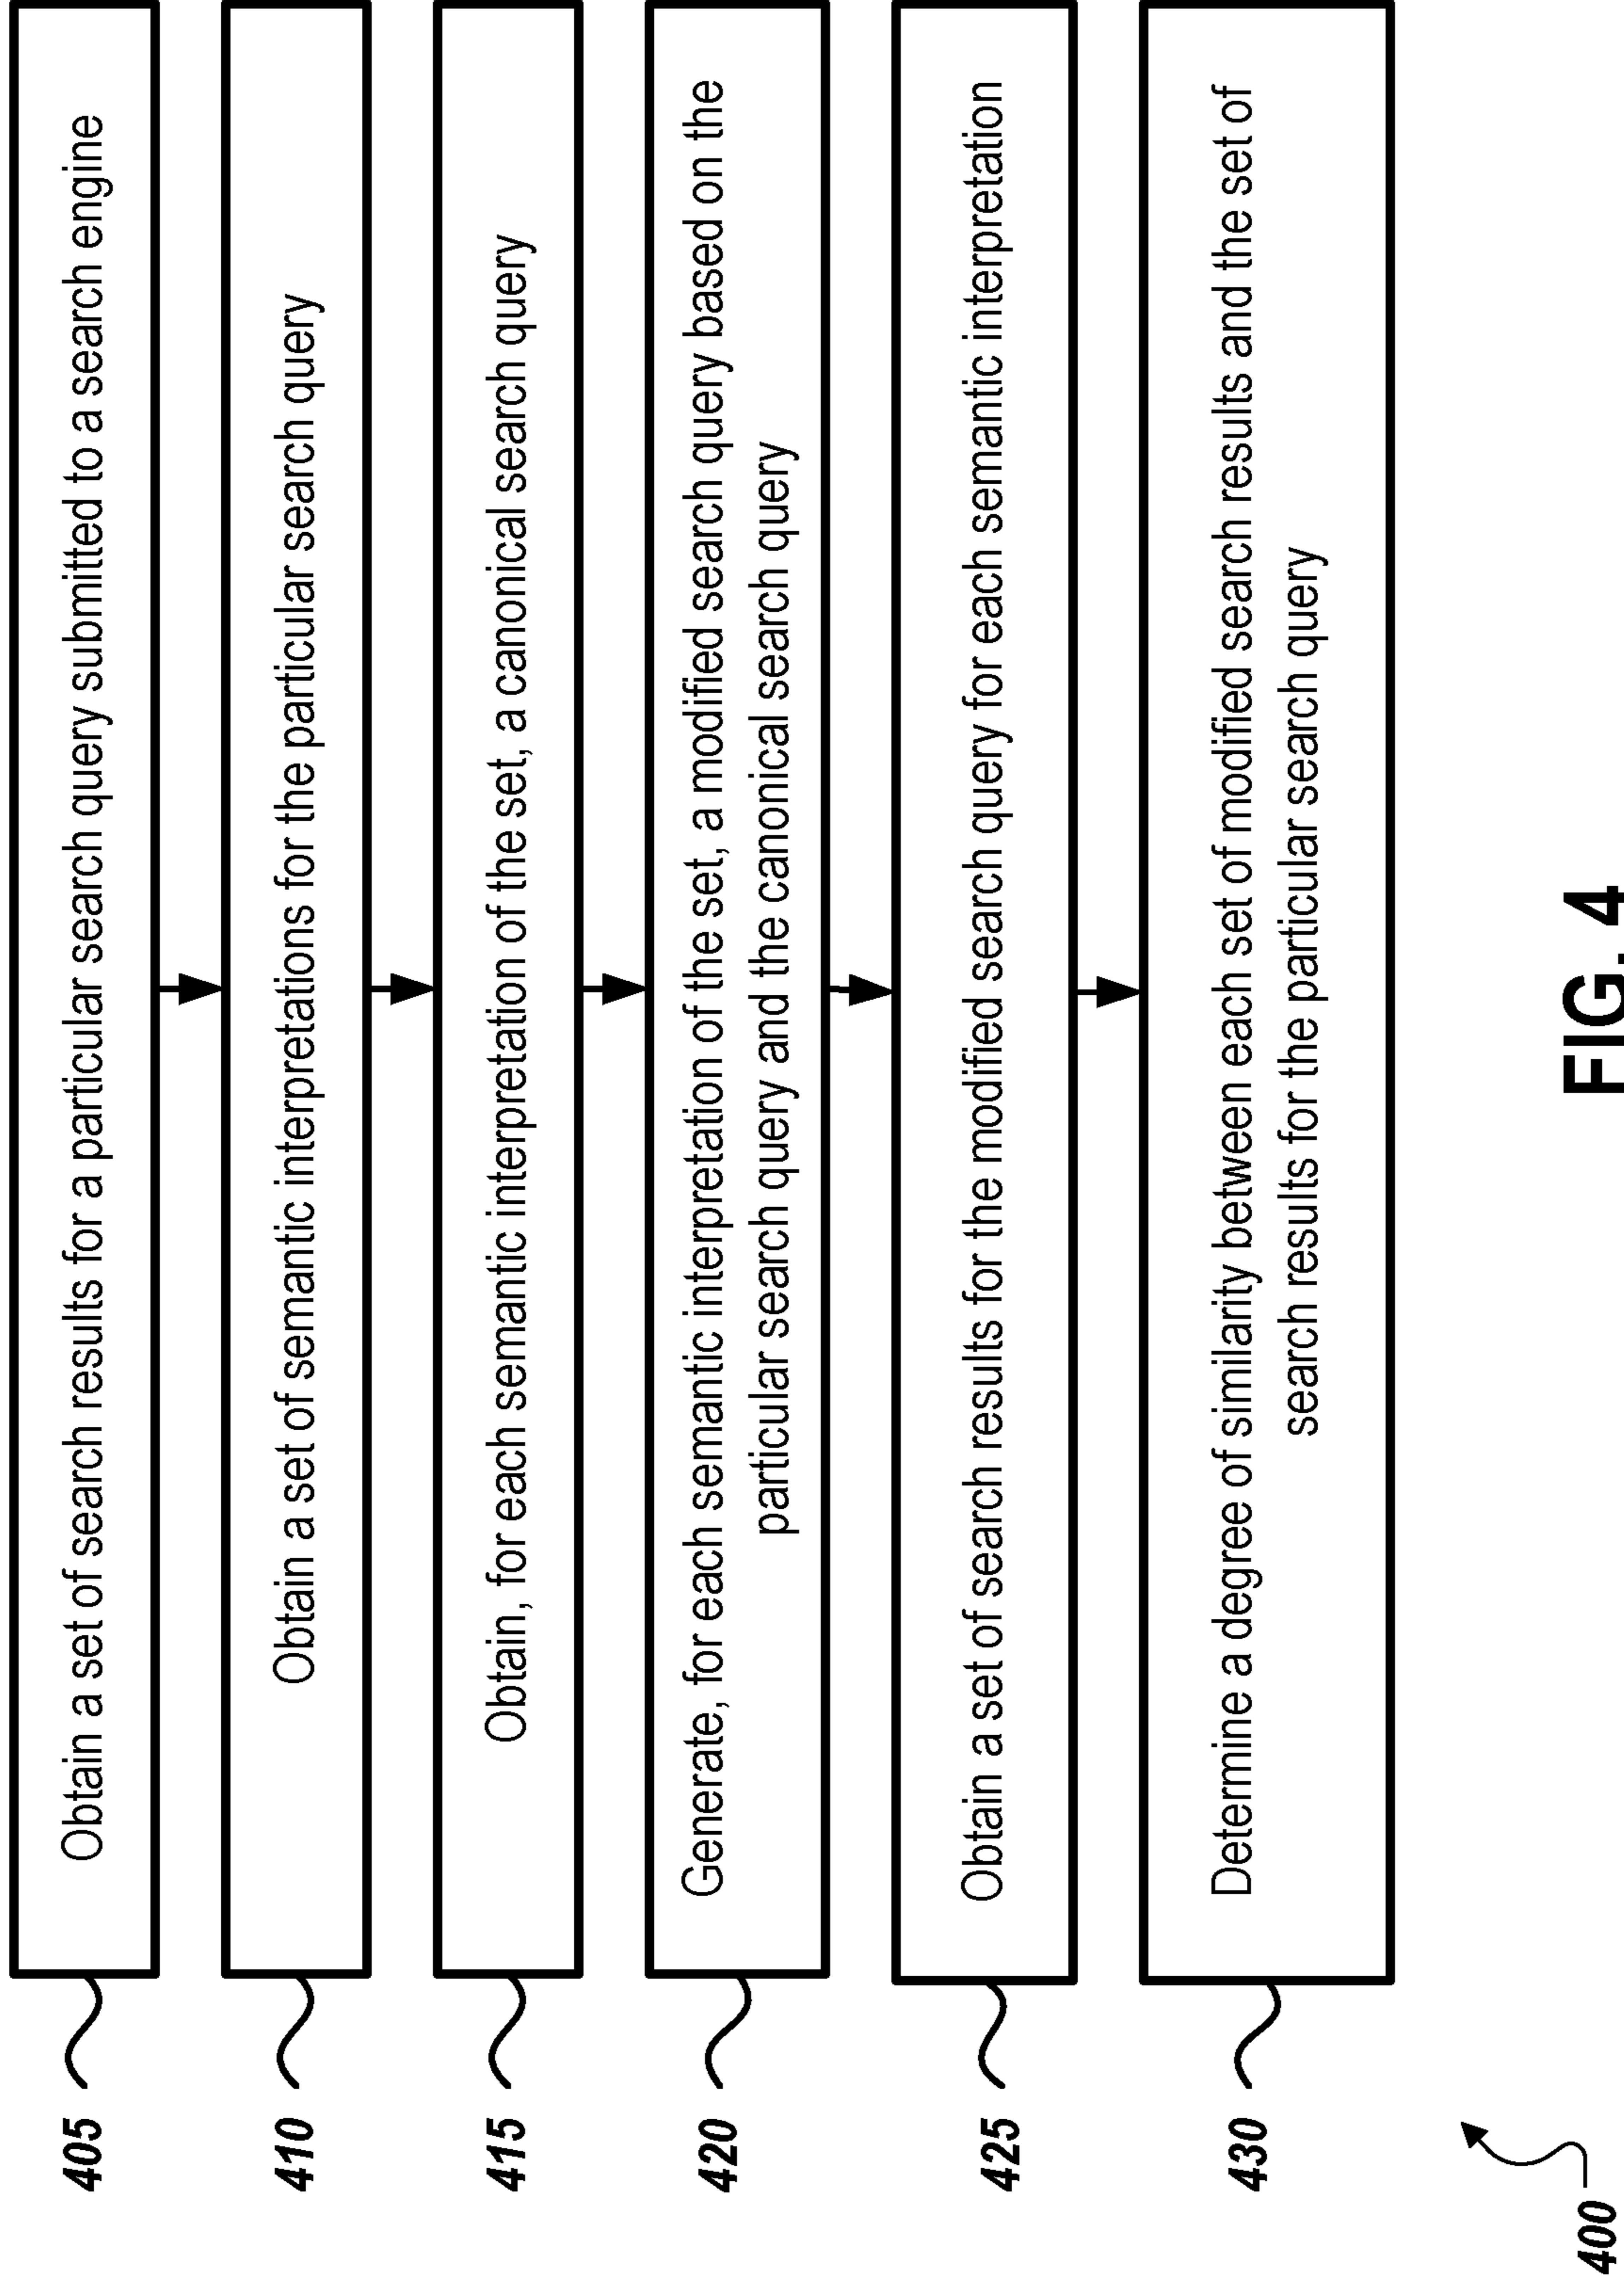 405
Obtain a set of search results for a particular search query submitted to a search engine
410
Obtain a set of semantic interpretations for the particular search query
415
Obtain, for each semantic interpretation of the set, a canonical search query
420
Generate, for each semantic interpretation of the set, a modified search query based on the
particular search query and the canonical search query
425
Obtain a set of search results for the modified search query for each semantic interpretation
430
Determine a degree of similarity between each set of modified search results and the set of
search results for the particular search query
400
FIG. 4